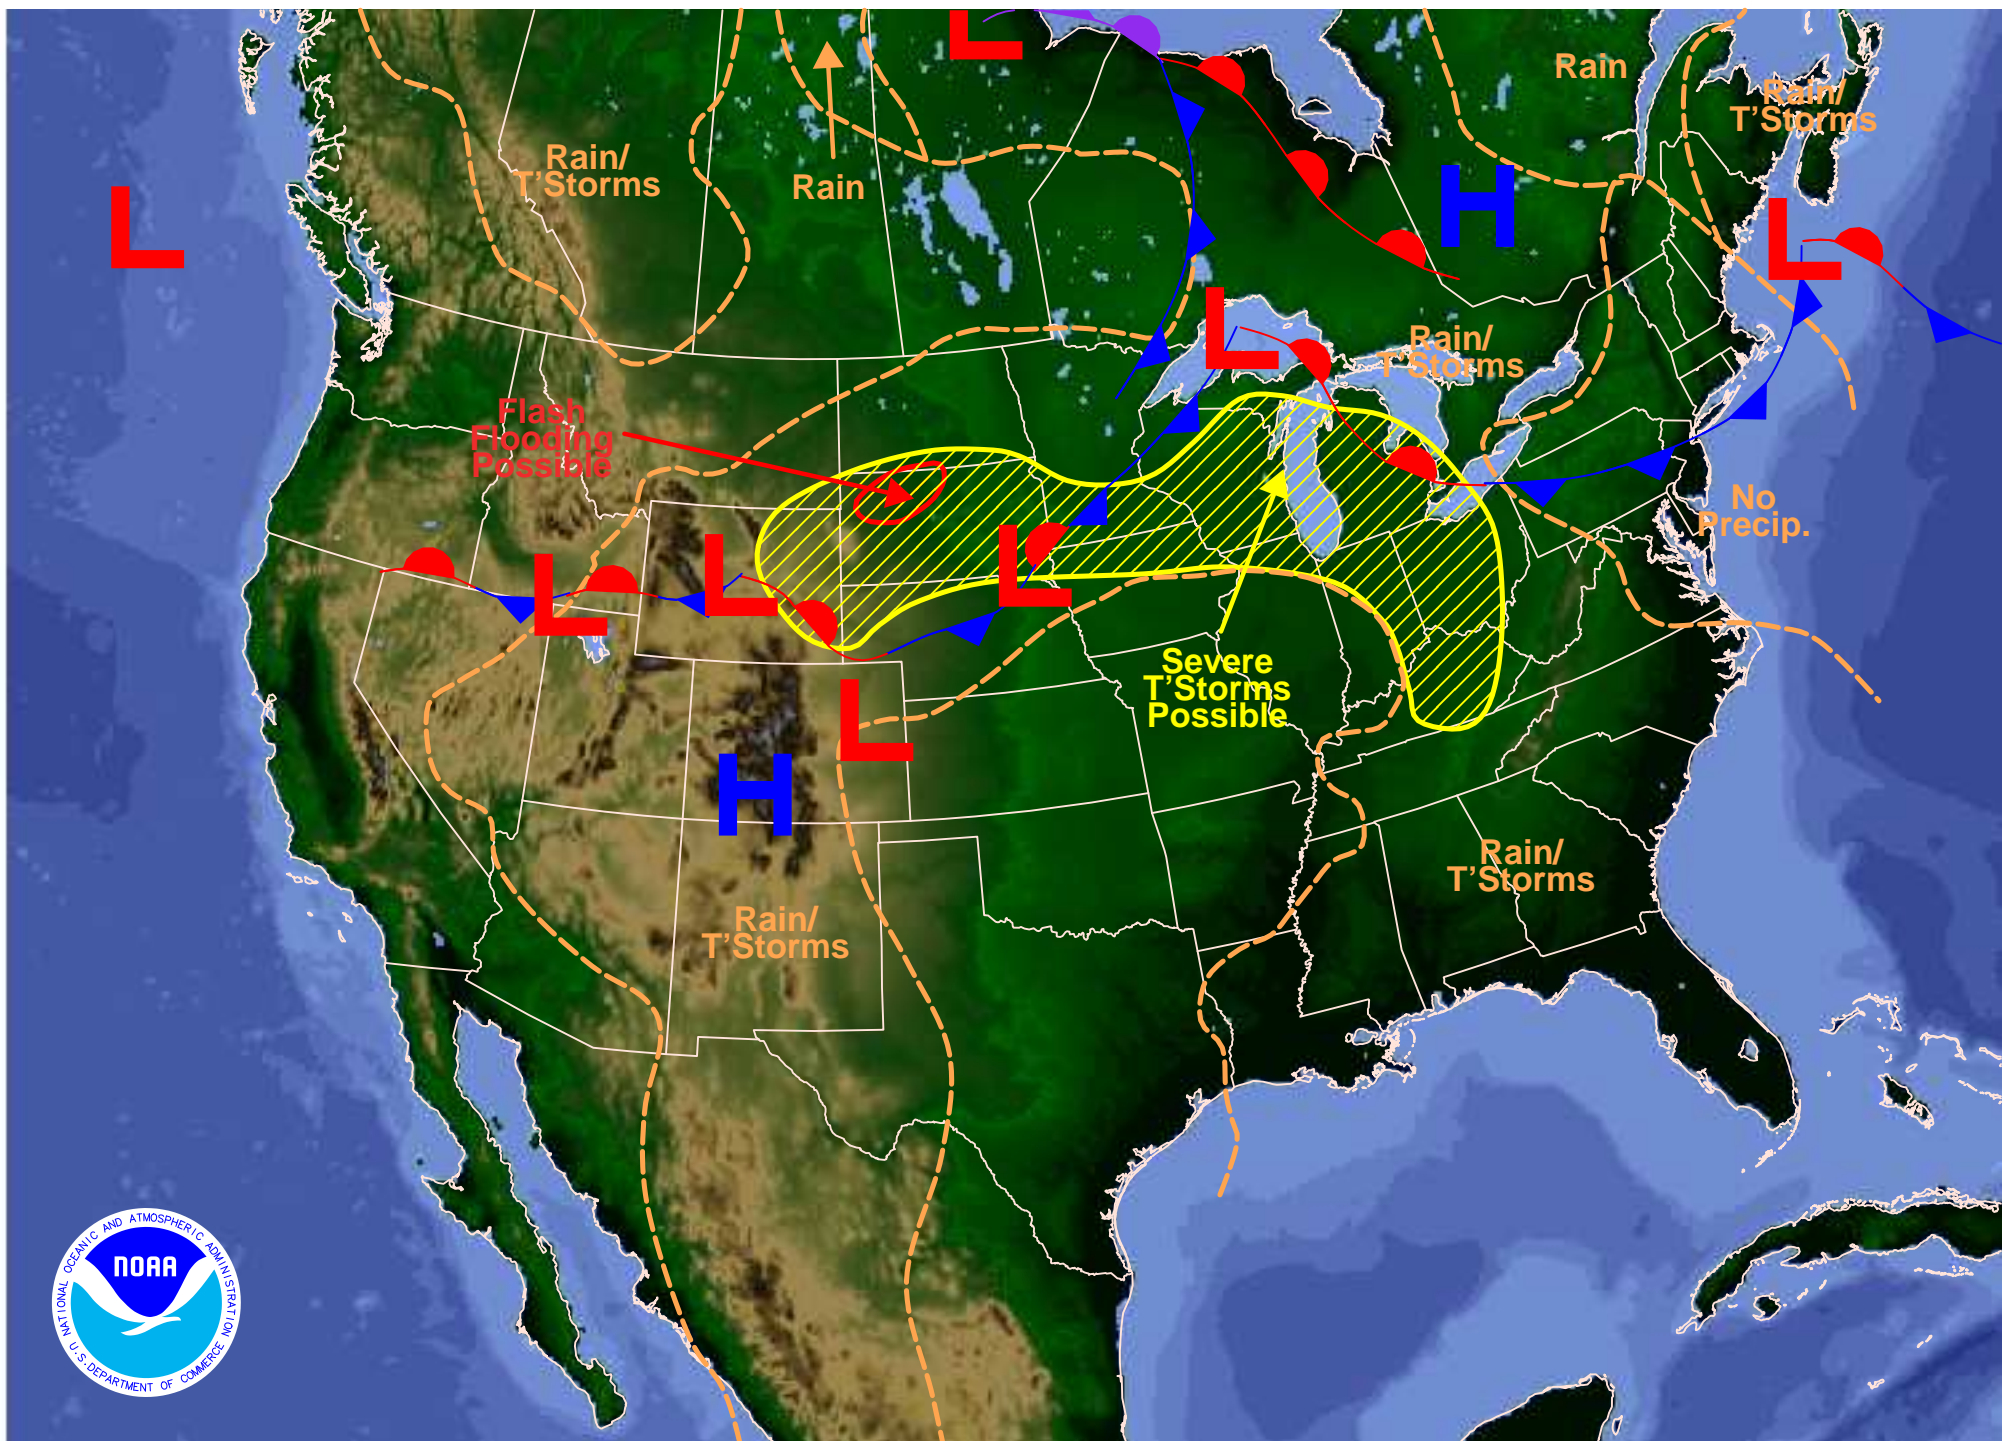 L
Rain
Rain/
T'Storms
Rain/
T'Storms
Rain
L
H
L
L
Rain/
T'Storms
Flash
Flooding
Possible
No
Precip.
L
L
L
Severe
T'Storms
Possible
L
H
Rain/
T'Storms
Rain/
T'Storms
NATIONAL OCEANIC AND ATMOSPHERIC ADMINISTRATION
NOAA
U.S. DEPARTMENT OF COMMERCE